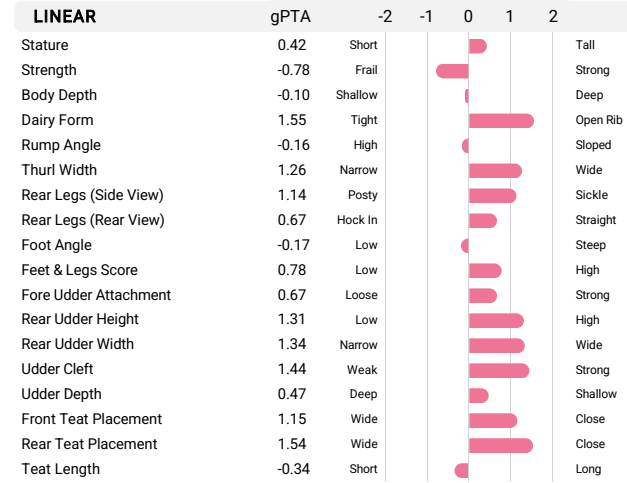 LINEAR gPTA -2 -1 0 1 2
Stature 0.42 Short Tall
Strength -0.78 Frail Strong
Body Depth -0.10 Shallow Deep
Dairy Form 1.55 Tight Open Rib
Rump Angle -0.16 High Sloped
Thurl Width 1.26 Narrow Wide
Rear Legs (Side View) 1.14 Posty Sickle
Rear Legs (Rear View) 0.67 Hock In Straight
Foot Angle -0.17 Low Steep
Feet & Legs Score 0.78 Low High
Fore Udder Attachment 0.67 Loose Strong
Rear Udder Height 1.31 Low High
Rear Udder Width 1.34 Narrow Wide
Udder Cleft 1.44 Weak Strong
Udder Depth 0.47 Deep Shallow
Front Teat Placement 1.15 Wide Close
Rear Teat Placement 1.54 Wide Close
Teat Length -0.34 Short Long